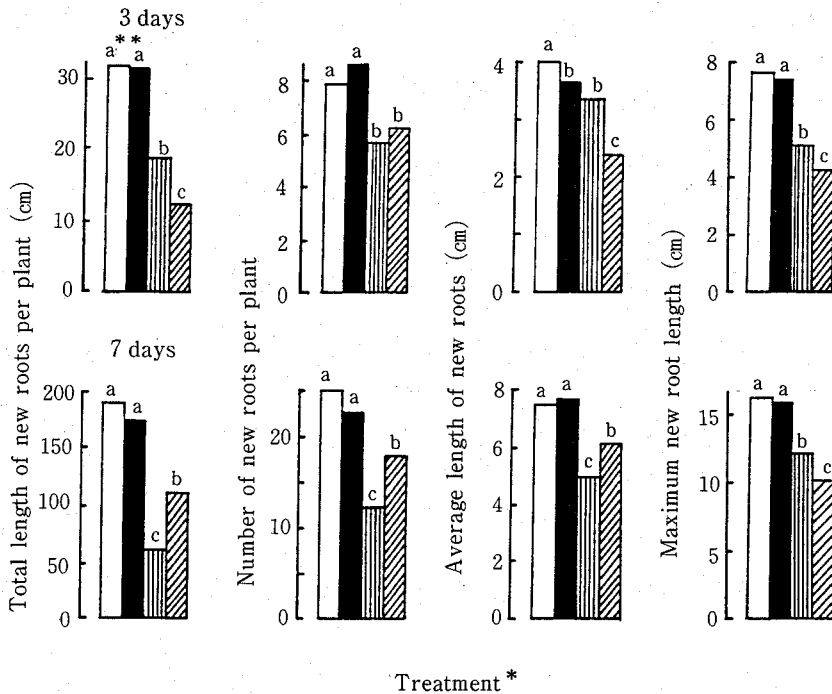 3 days
Total length of new roots per plant (cm)
30
20
10
0
a
**
a
b
c
Number of new roots per plant
8
6
4
2
0
a
a
b
b
Average length of new roots (cm)
4
2
0
a
b
b
c
Maximum new root length (cm)
8
6
4
2
0
a
a
b
c
7 days
200
150
100
50
0
a
a
c
b
20
10
0
a
a
c
b
8
6
4
2
0
a
a
c
b
15
10
5
0
a
a
b
c
Treatment*